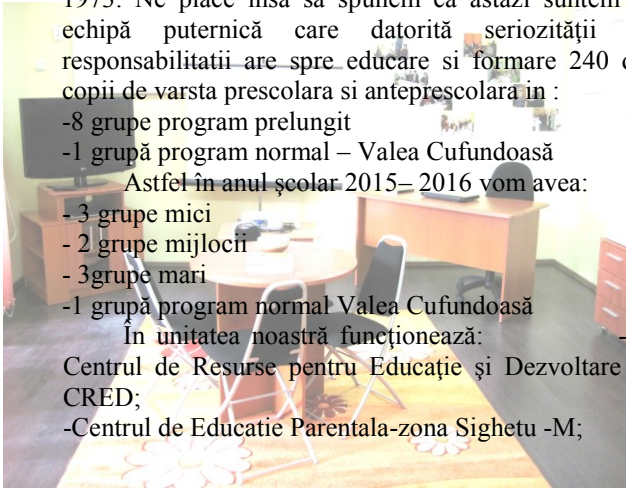 1975. Ne place însă să spunem că astăzi suntem
echipă puternică care datorită seriozităţii
responsabilitatii are spre educare si formare 240
copii de varsta prescolara si anteprescolara in :
-8 grupe program prelungit
-1 grupă program normal – Valea Cufundoasă
Astfel în anul şcolar 2015– 2016 vom avea:
- 3 grupe mici
- 2 grupe mijlocii
- 3grupe mari
-1 grupă program normal Valea Cufundoasă
În unitatea noastră funcţionează: -
Centrul de Resurse pentru Educaţie şi Dezvoltare
CRED;
-Centrul de Educatie Parentala-zona Sighetu -M;